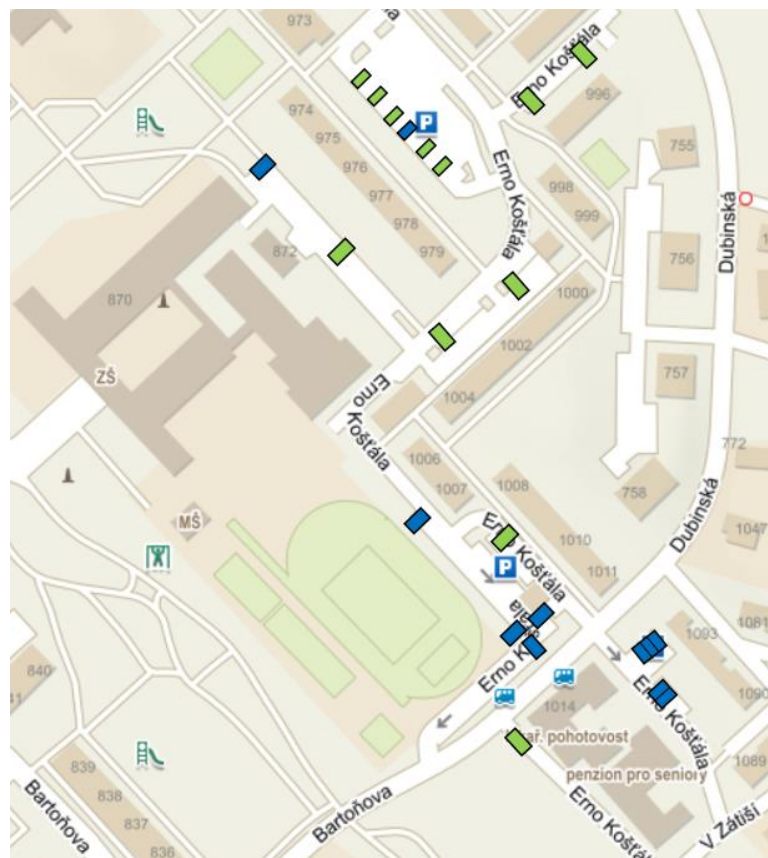 973
Erno Košťála
996
974
P
755
975
976
Erno Košťála
998
977
999
Dubinská
978
872
979
756
870
1000
1002
ZŠ
Erno
Košťála
757
1004
1006
772
1007
1008
758
Dubinská
MŠ
1047
Erno Košťála
1010
P
1011
1081
1093
840
Erno K
Erno Košťála
1014
1090
ař. pohotovost
839
1089
838
penzion pro seniory
Bartoňova
837
Bartoňova
836
Erno Košťála
V Zátiší